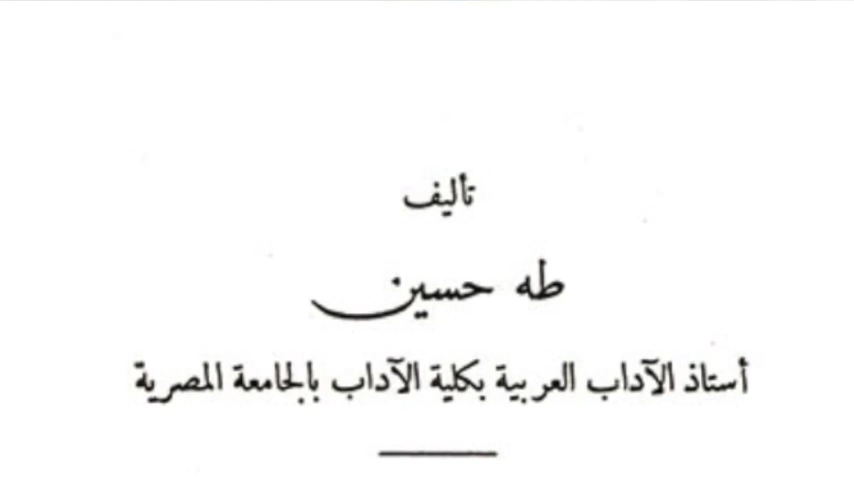 تأليف
طه حسين
أستاذ الآداب العربية بكلية الآداب بالجامعة المصرية